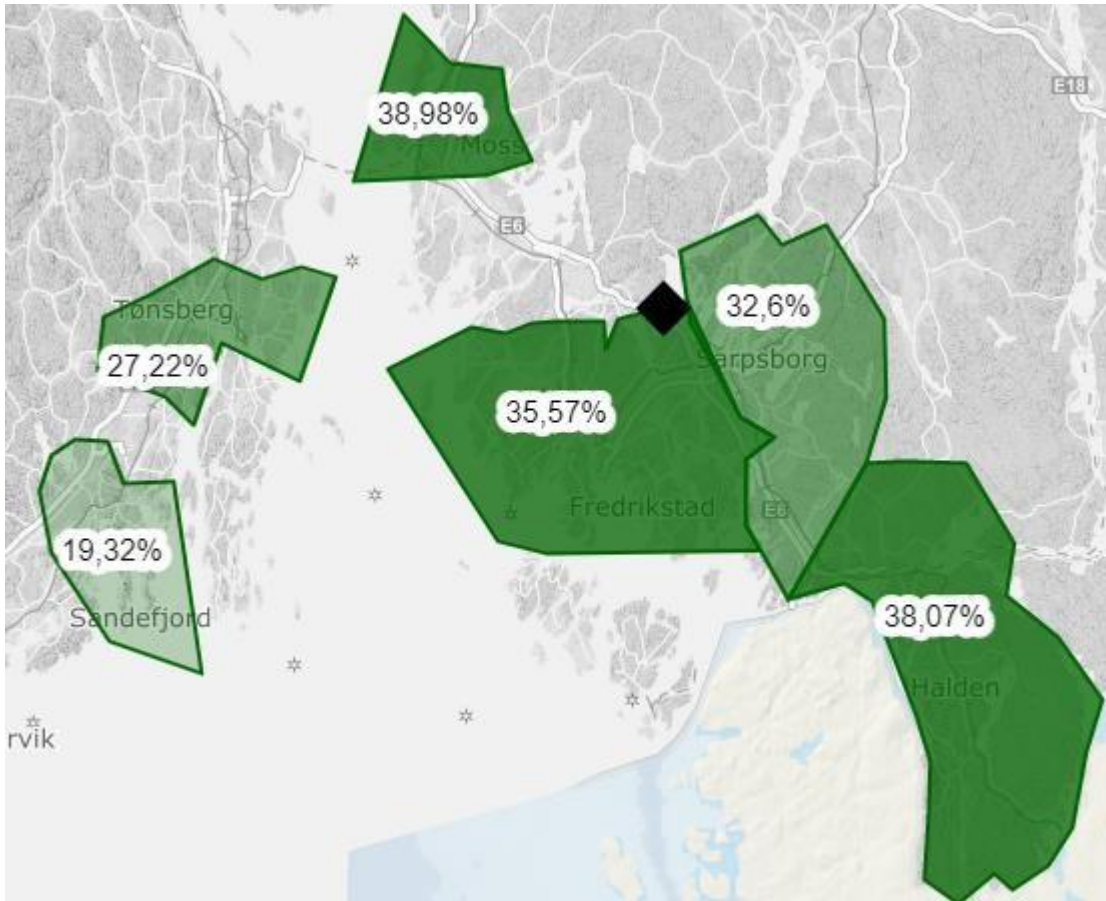 E18
38,98%
Moss
E6
Tønsberg
32,6%
Sarpsborg
27,22%
35,57%
Fredrikstad
E6
19,32%
Sandefjord
38,07%
Halden
rvik